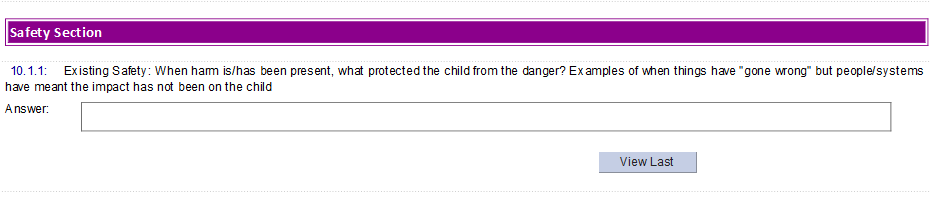 Safety Section
10.1.1: Existing Safety: When harm is/has been present, what protected the child from the danger? Examples of when things have "gone wrong" but people/systems
have meant the impact has not been on the child
Answer:
View Last